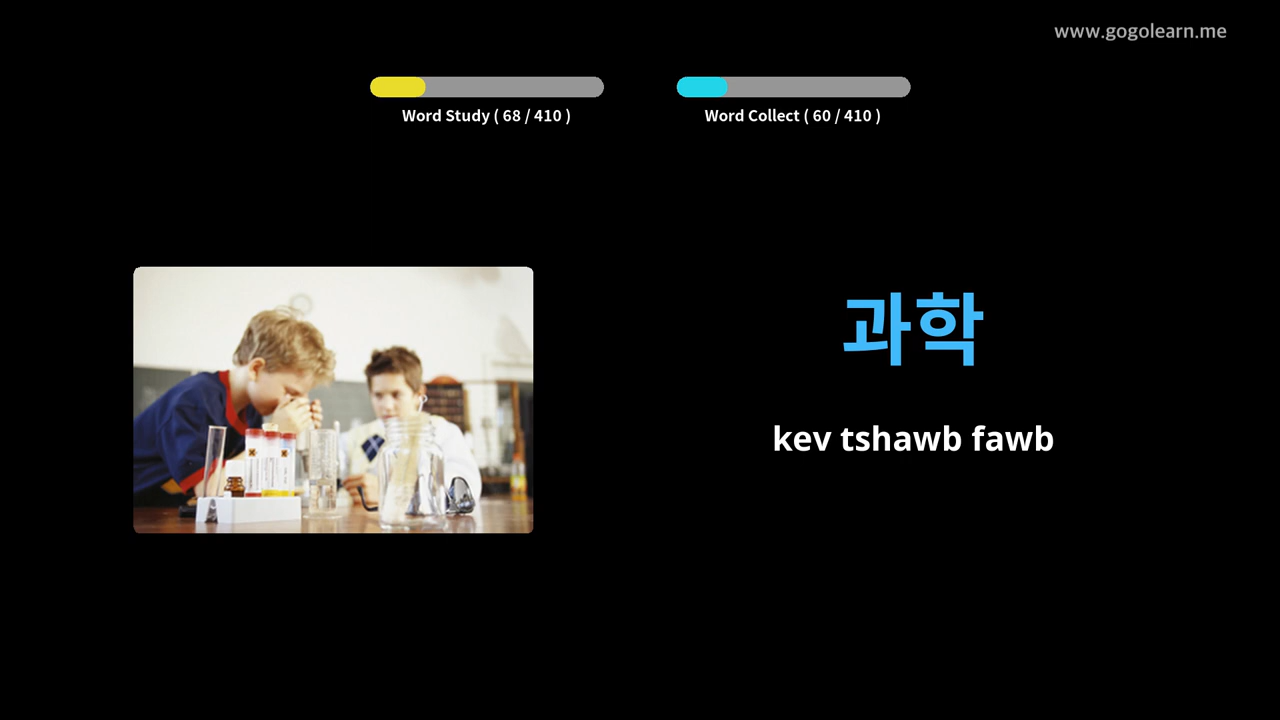 www.gogolearn.me
Word Study ( 68 / 410 )
Word Collect ( 60 / 410 )
과학
kev tshawb fawb